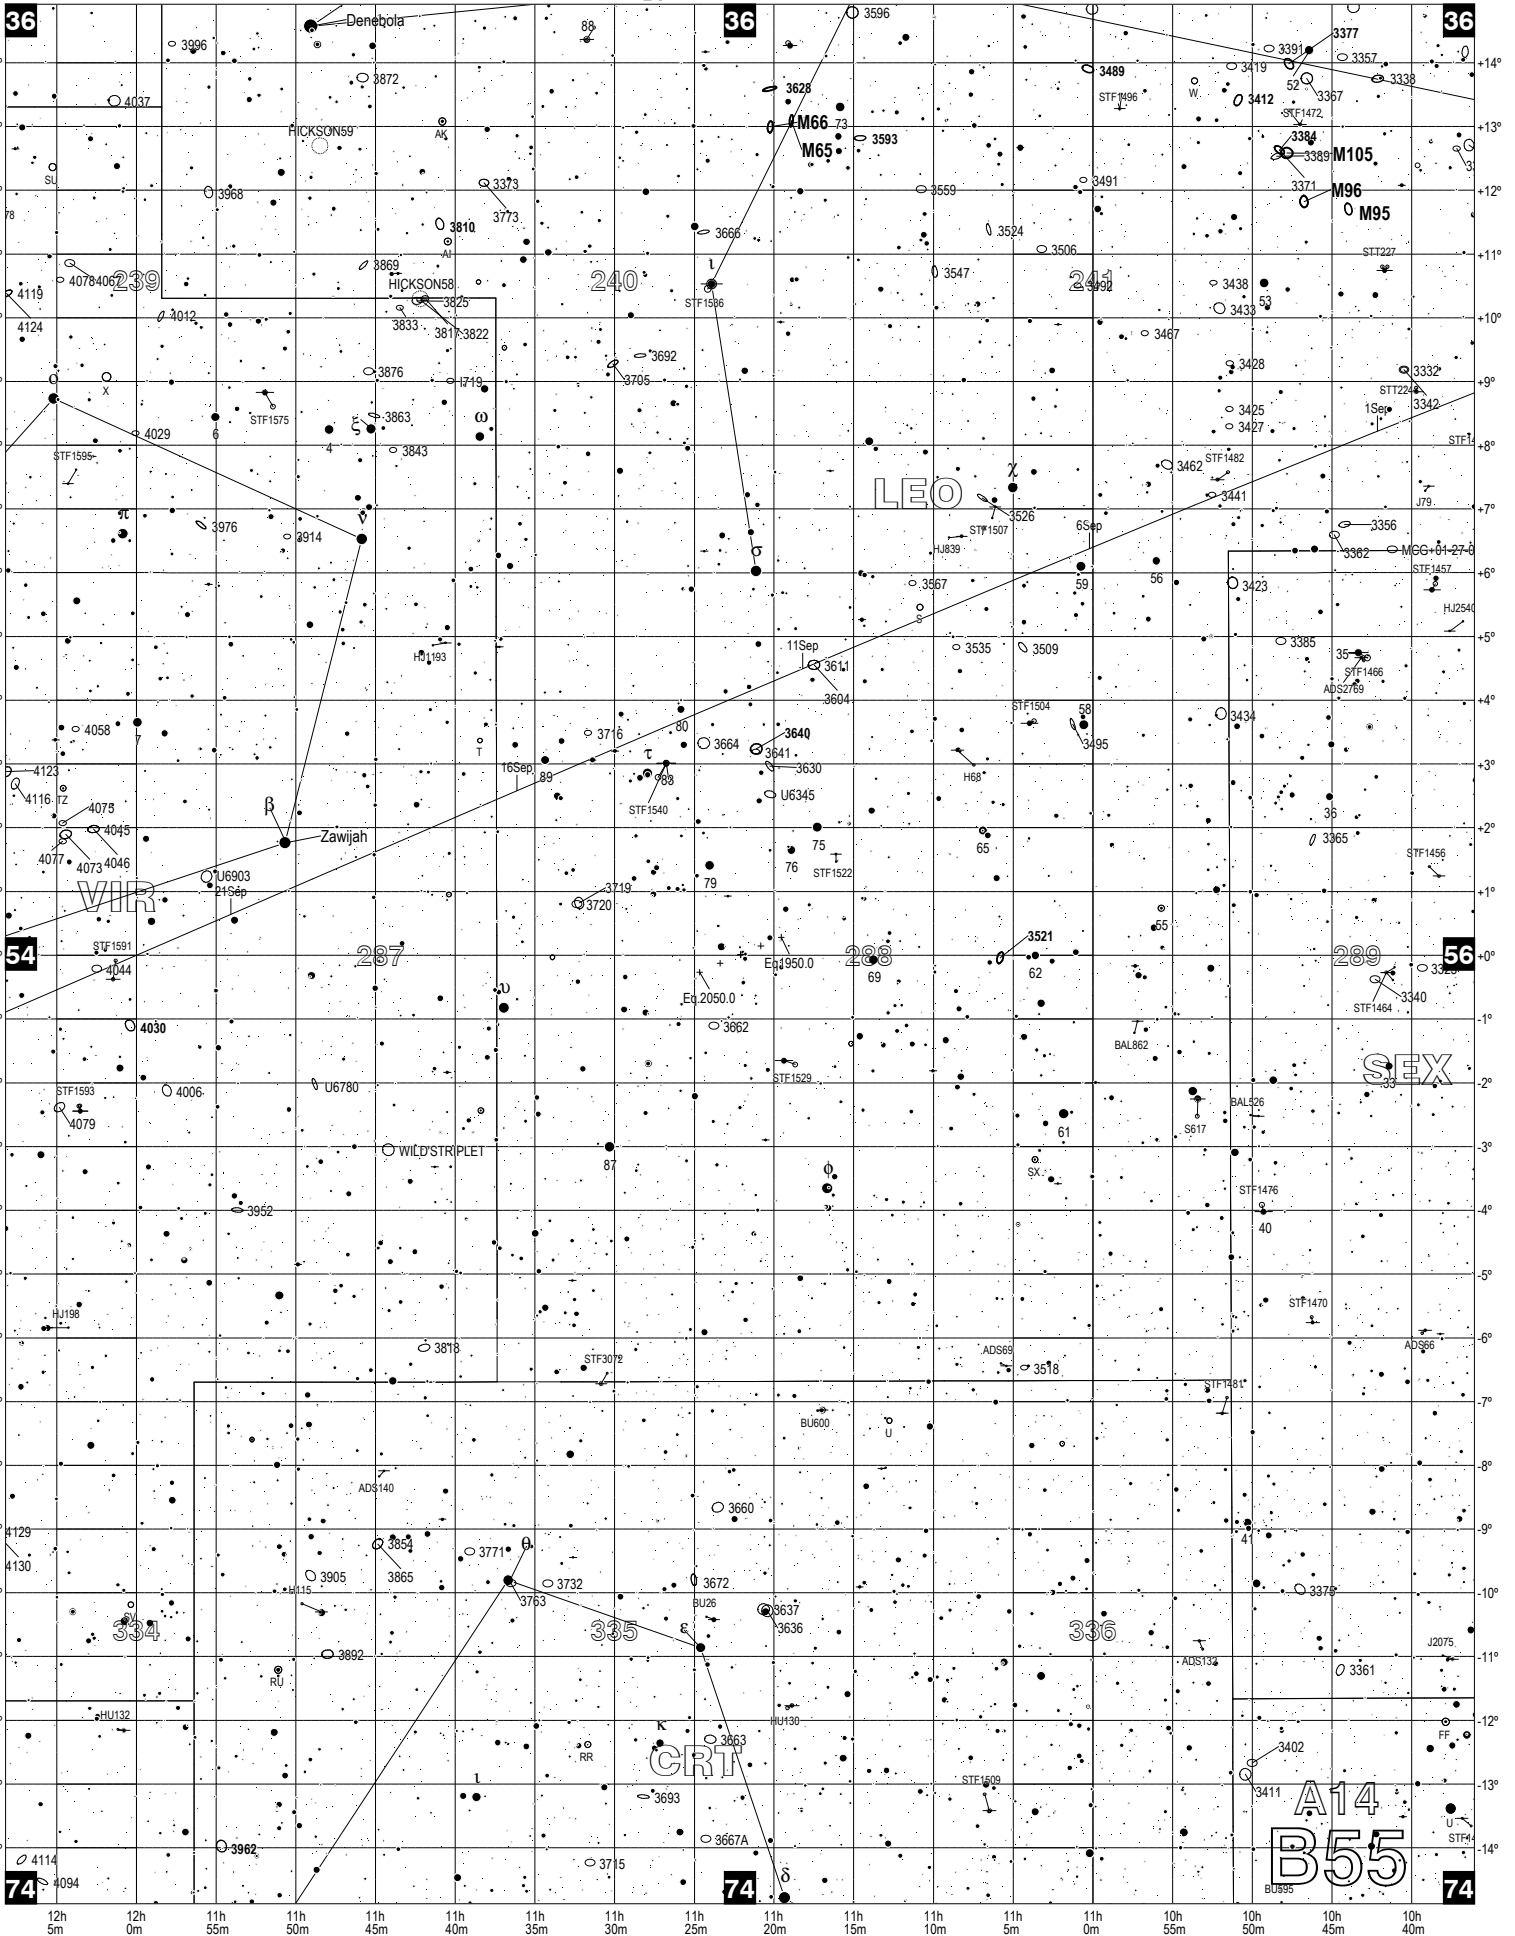 36 36 36
Denebola
88
3596
3996
3391
3377
3357
+14°
3872
3489
3419
52
3338
3628
STF1496
W
3412
3367
4037
STF1472
HICKSON59
AK
M66
73
+13°
M65
3593
3384
3389
M105
SU
3373
3491
3371
+12°
3968
3559
M96
78
3773
M95
3810
3666
3524
AI
3506
STT227
+11°
3869
ι
3547
4078 4067
239
HICKSON58
240
241
3492
3438
4119
3825
STF1536
53
4124
4012
3833
3817 3822
3433
+10°
3467
3692
3428
ο
X
3876
I719
3705
3332
+9°
STT224
STF1575
ω
1Sep
3342
6
4
ξ
3863
3425
4029
3427
+8°
STF1595
3843
χ
3462
STF1482
LEO
3441
J79
+7°
π
3976
ν
3526
3356
3914
STF1507
6Sep
σ
HJ839
3362
MCG+01-27-0
+6°
3567
59
56
3423
STF1457
S
HJ2540
+5°
HJ1193
11Sep
3535
3509
3385
35
3611
STF1466
3604
ADS2769
+4°
7
80
STF1504
58
3434
4058
T
3716
3664
3640
3495
3641
+3°
4123
16Sep
89
τ
83
3630
H68
4116
TZ
STF1540
U6345
4075
β
36
+2°
4045
Zawijah
75
65
3365
4077
4073
4046
76
STF1456
U6903
79
STF1522
VIR
21Sep
3719
+1°
3720
55
54
STF1591
287
Eq.1950.0
288
3521
289
56
+0°
4044
69
62
Eq.2050.0
3340
υ
STF1464
4030
3662
-1°
BAL862
SEX
STF1529
STF1593
4006
U6780
33
-2°
4079
S617
BAL526
61
-3°
WILD'STRIPLET
87
φ
SX
STF1476
3952
40
-4°
-5°
HJ198
STF1470
-6°
3818
ADS69
ADS66
STF3072
3518
STF1481
-7°
BU600
U
-8°
ADS140
3660
-9°
4129
3854
θ
41
4130
3905
3865
3771
3732
3672
3375
-10°
H115
3763
BU26
SV
3637
334
335
ε
3636
336
J2075
-11°
3892
ADS132
3361
RU
HU132
κ
HU130
-12°
RR
3663
FF
CRT
3402
ι
STF1509
-13°
3693
3411
A14
U
3962
3667A
-14°
4114
3715
B55
4094
δ
BU595
74 74 74
12h 12h 11h 11h 11h 11h 11h 11h 11h 11h 11h 11h 11h 11h 10h 10h 10h 10h
5m 0m 55m 50m 45m 40m 35m 30m 25m 20m 15m 10m 5m 0m 55m 50m 45m 40m